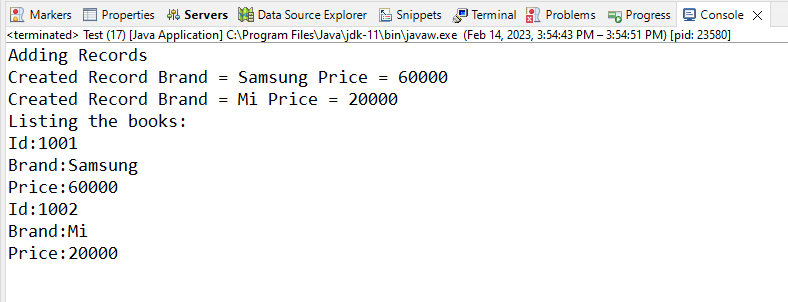 Markers Properties Servers Data Source Explorer Snippets Terminal Problems Progress Console
<terminated> Test (17) [Java Application] C:\Program Files\Java\jdk-11\bin\javaw.exe (Feb 14, 2023, 3:54:43 PM – 3:54:51 PM) [pid: 23580]
Adding Records
Created Record Brand = Samsung Price = 60000
Created Record Brand = Mi Price = 20000
Listing the books:
Id:1001
Brand:Samsung
Price:60000
Id:1002
Brand:Mi
Price:20000